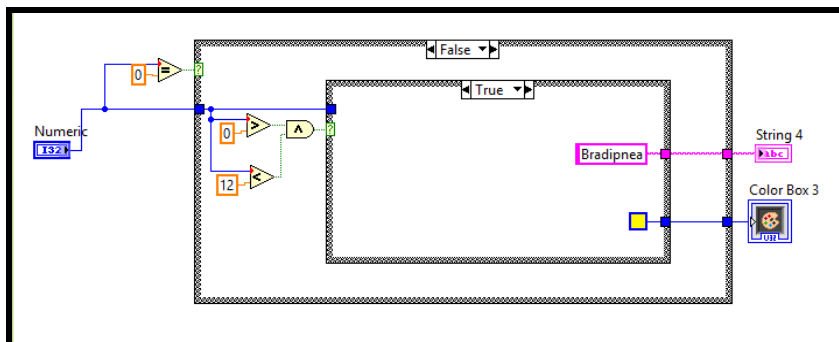 False
0
=
?
True
Numeric
I32
0
>
∧
?
12
<
Bradipnea
String 4
abc
Color Box 3
U32